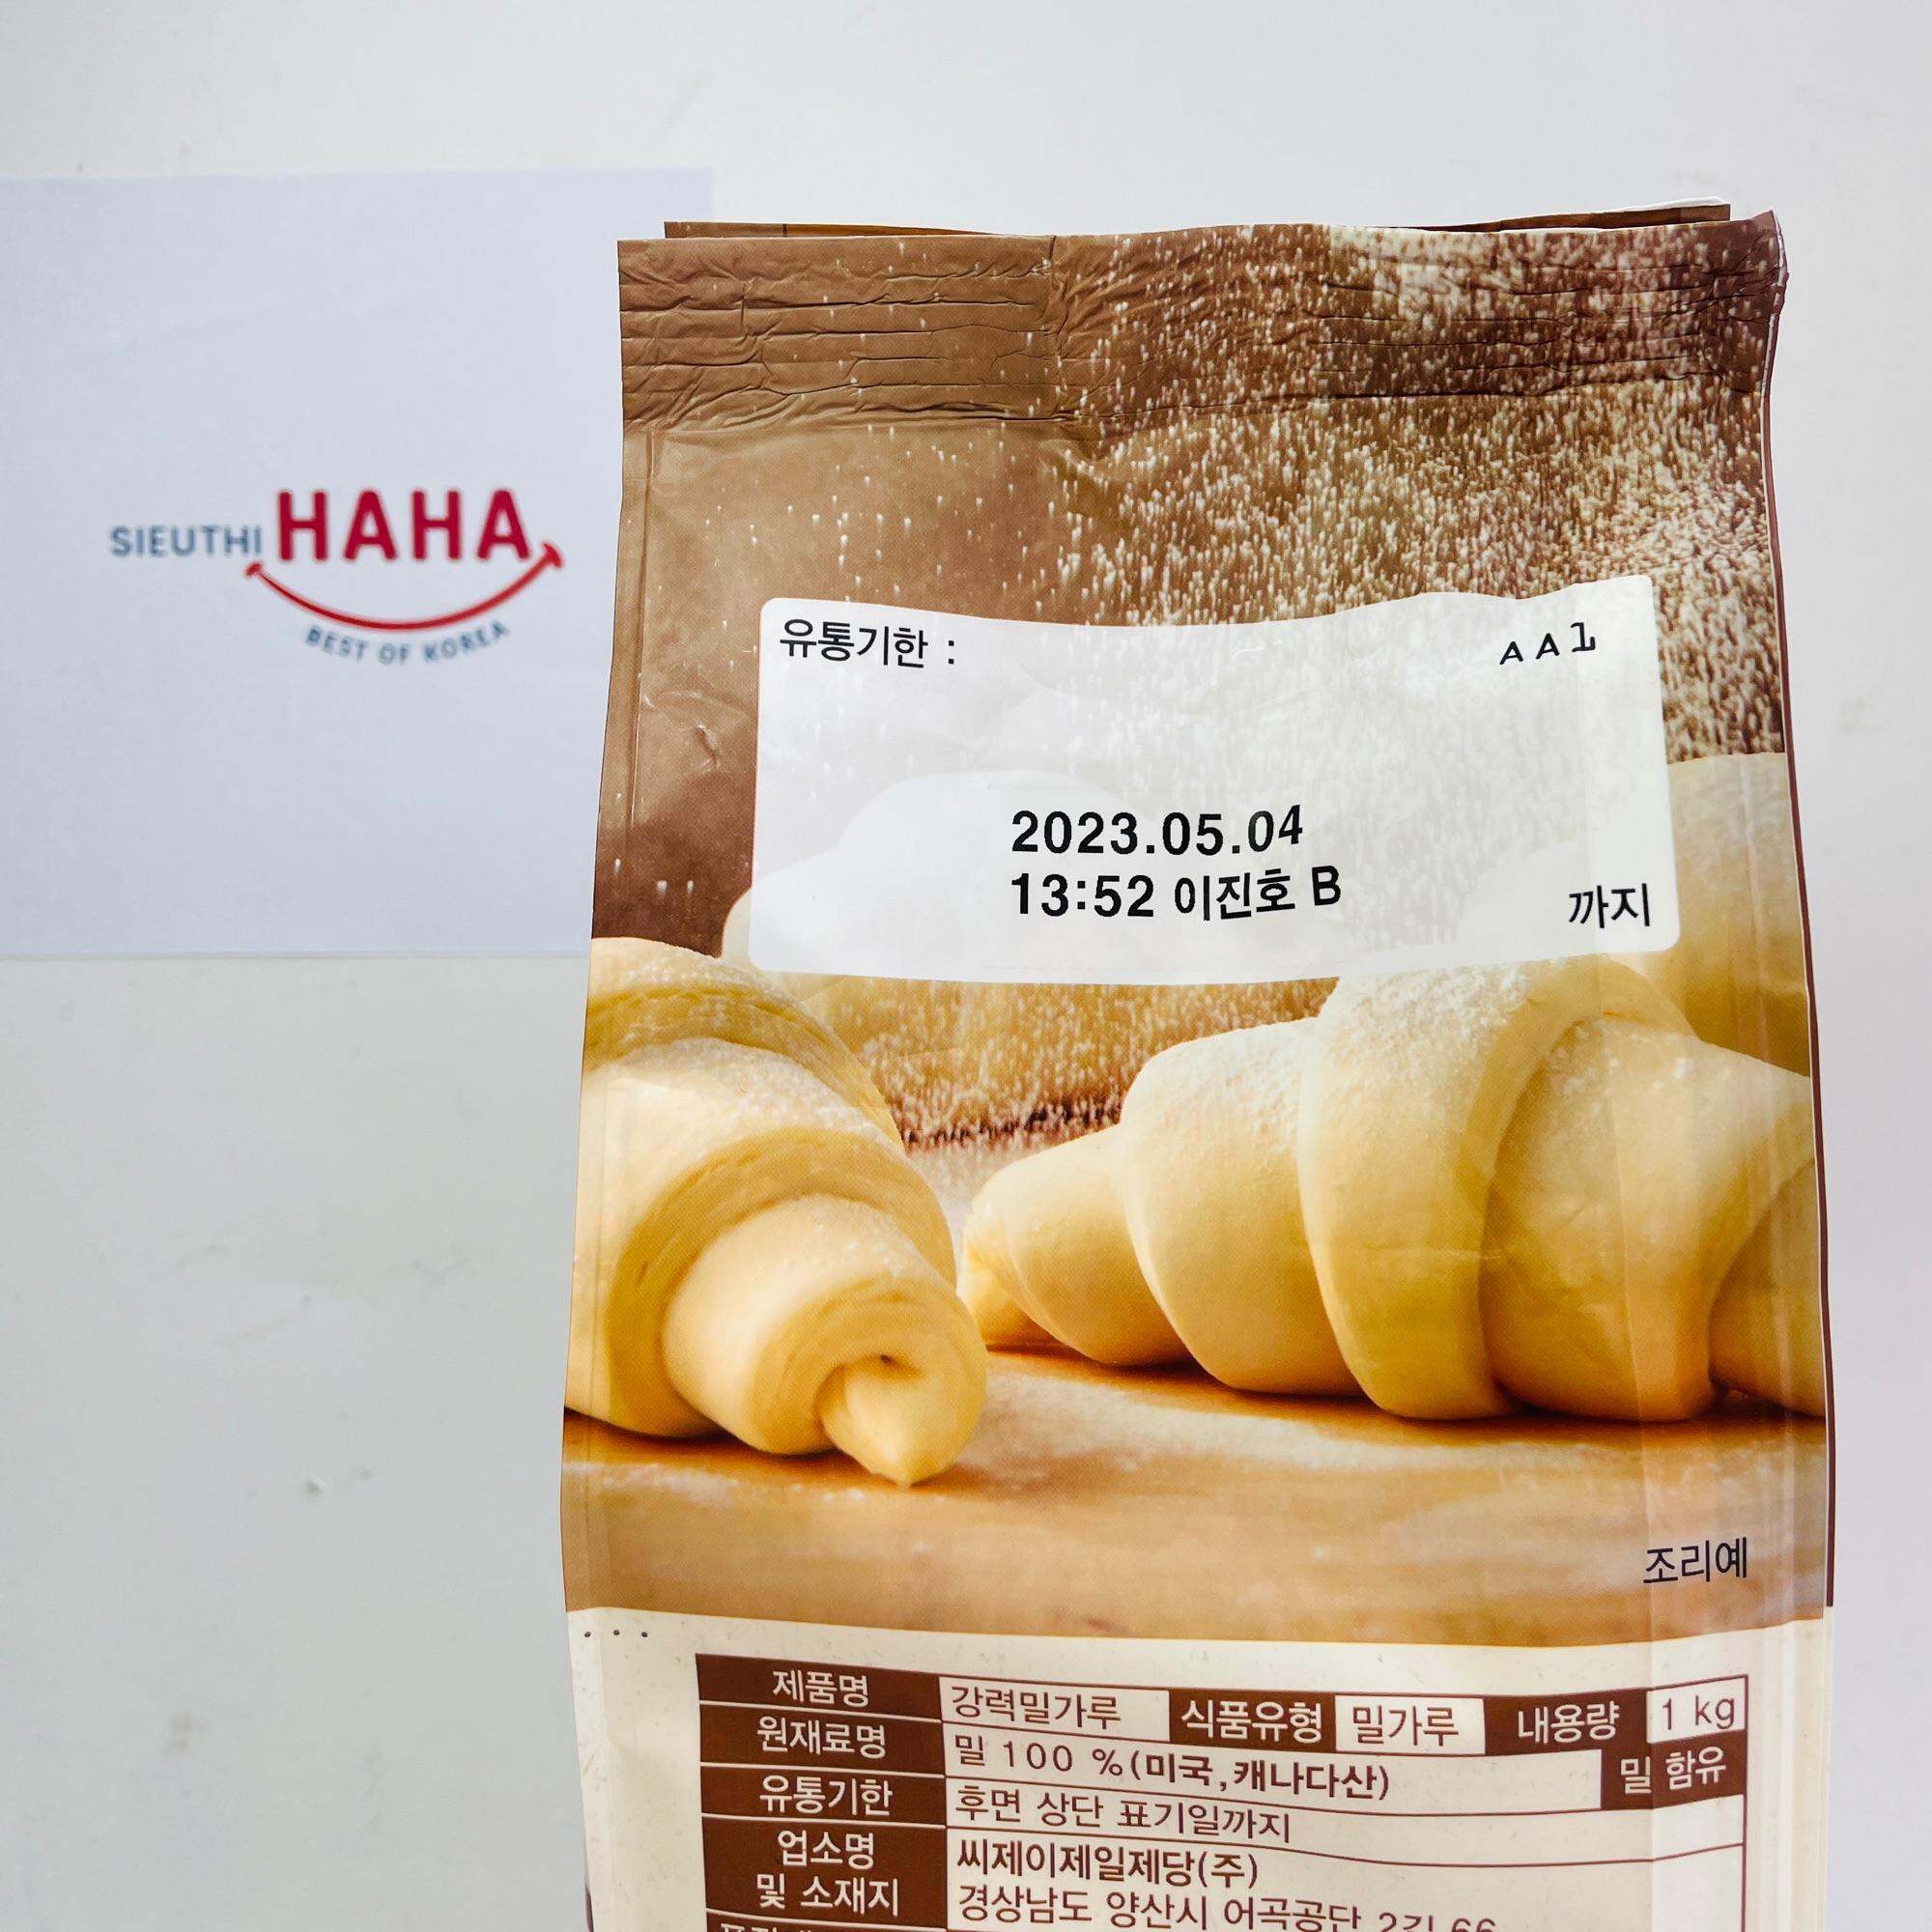 SIEUTHI HAHA
BEST OF KOREA
유통기한 :
AA1
2023.05.04
13:52 이진호 B
까지
조리예
제품명 강력밀가루 식품유형 밀가루 내용량 1 kg
원재료명 밀 100 %(미국,캐나다산) 밀 함유
유통기한 후면 상단 표기일까지
업소명 씨제이제일제당(주)
및 소재지 경상남도 양산시 어곡공단 2길 66